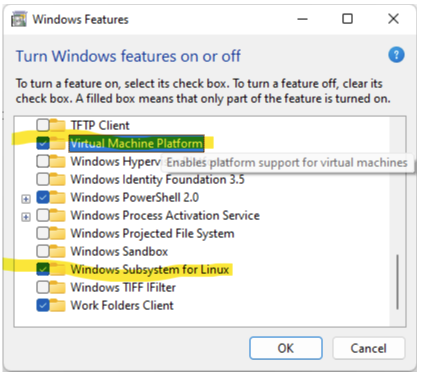 Windows Features
Turn Windows features on or off
To turn a feature on, select its check box. To turn a feature off, clear its
check box. A filled box means that only part of the feature is turned on.
TFTP Client
Virtual Machine Platform
Windows Hyperv
Enables platform support for virtual machines
Windows Identity Foundation 3.5
Windows PowerShell 2.0
Windows Process Activation Service
Windows Projected File System
Windows Sandbox
Windows Subsystem for Linux
Windows TIFF IFilter
Work Folders Client
OK
Cancel